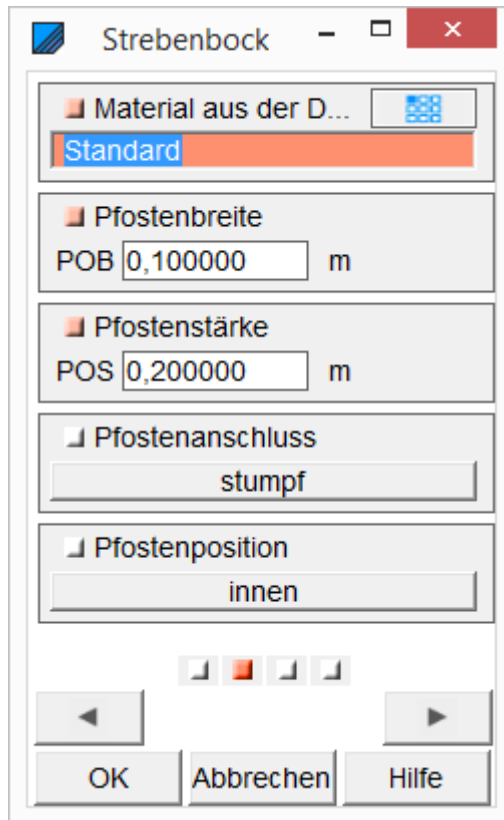 Strebenbock
Material aus der D...
Standard
Pfostenbreite
POB 0,100000 m
Pfostenstärke
POS 0,200000 m
Pfostenanschluss
stumpf
Pfostenposition
innen
OK Abbrechen Hilfe